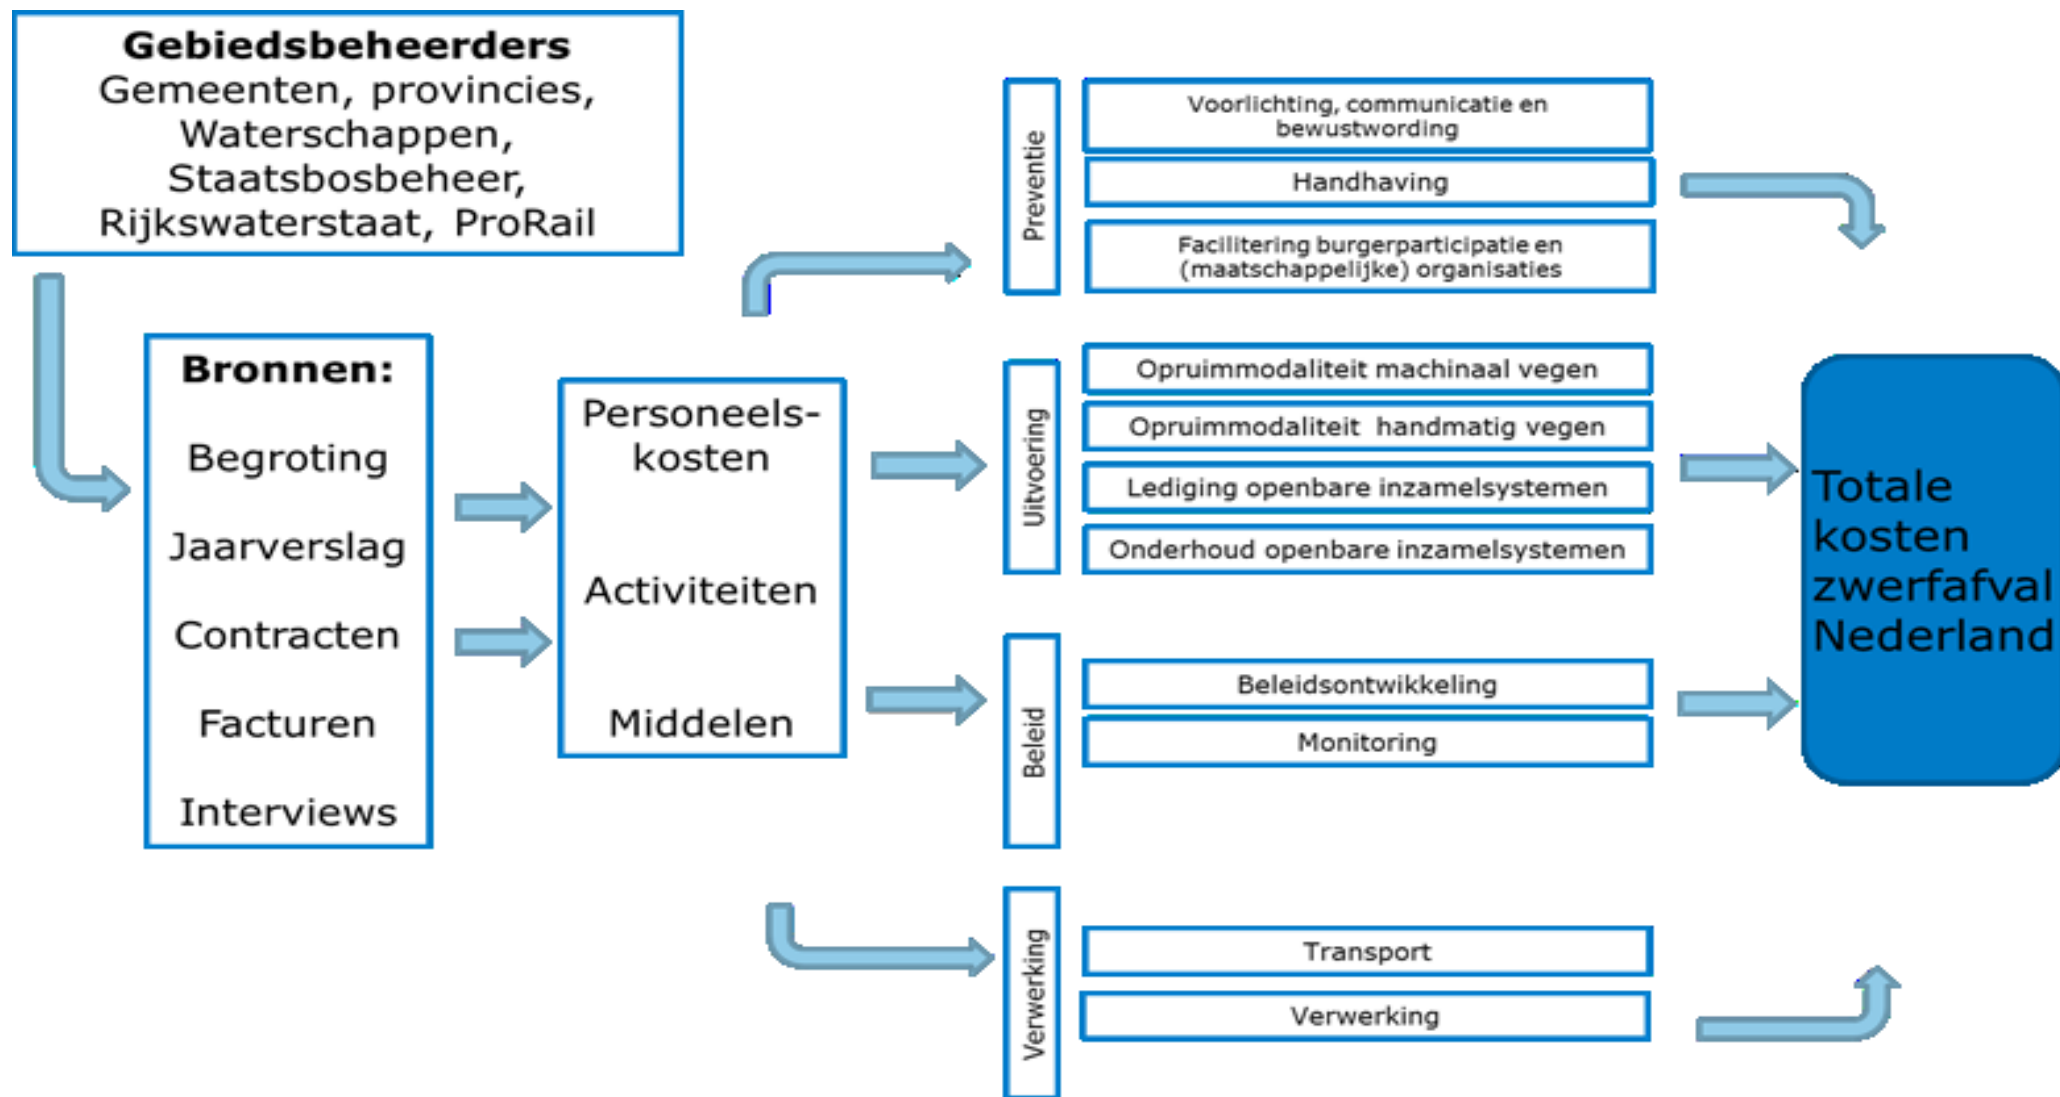 Gebiedsbeheerders
Gemeenten, provincies,
Waterschappen,
Staatsbosbeheer,
Rijkswaterstaat, ProRail
Bronnen:
Begroting
Jaarverslag
Contracten
Facturen
Interviews
Personeels-
kosten
Activiteiten
Middelen
Preventie
Voorlichting, communicatie en
bewustwording
Handhaving
Facilitering burgerparticipatie en
(maatschappelijke) organisaties
Uitvoering
Opruimmodaliteit machinaal vegen
Opruimmodaliteit handmatig vegen
Lediging openbare inzamelsystemen
Onderhoud openbare inzamelsystemen
Beleid
Beleidsontwikkeling
Monitoring
Verwerking
Transport
Verwerking
Totale
kosten
zwerfafval
Nederland